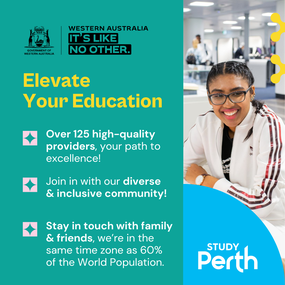 GOVERNMENT OF
WESTERN AUSTRALIA
WESTERN AUSTRALIA
IT'S LIKE
NO OTHER.
Elevate
Your Education
Over 125 high-quality
providers, your path to
excellence!
Join in with our diverse
& inclusive community!
Stay in touch with family
& friends, we're in the
same time zone as 60%
of the World Population.
STUDY
Perth